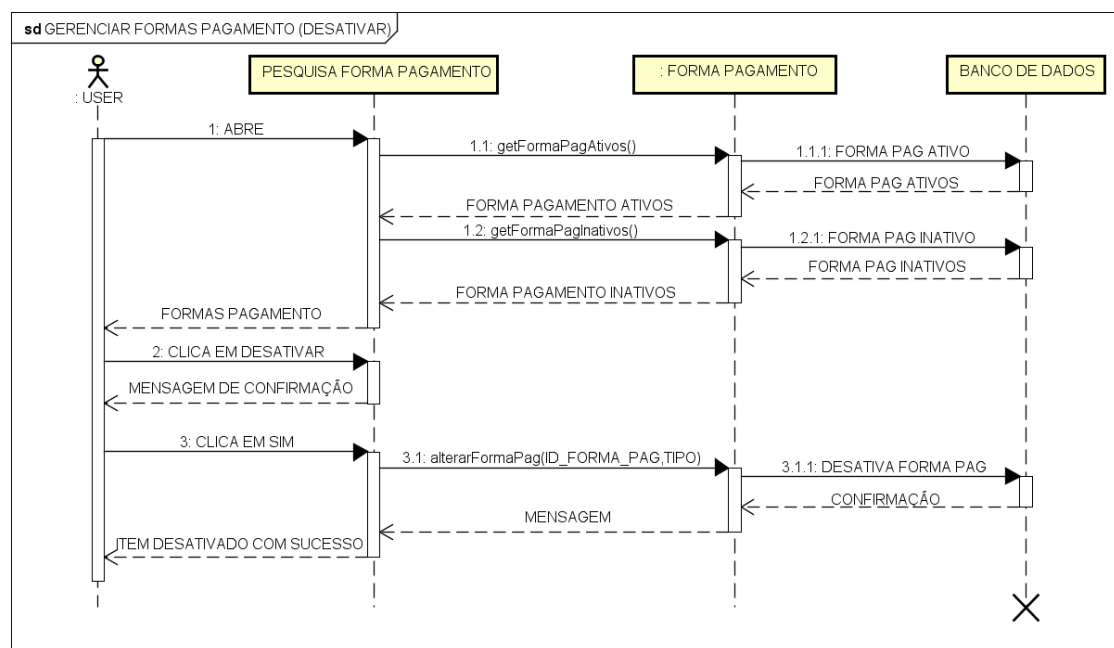 sd GERENCIAR FORMAS PAGAMENTO (DESATIVAR)
: USER
PESQUISA FORMA PAGAMENTO
: FORMA PAGAMENTO
BANCO DE DADOS
1: ABRE
1.1: getFormaPagAtivos()
1.1.1: FORMA PAG ATIVO
FORMA PAG ATIVOS
FORMA PAGAMENTO ATIVOS
1.2: getFormaPagInativos()
1.2.1: FORMA PAG INATIVO
FORMA PAG INATIVOS
FORMA PAGAMENTO INATIVOS
FORMAS PAGAMENTO
2: CLICA EM DESATIVAR
MENSAGEM DE CONFIRMAÇÃO
3: CLICA EM SIM
3.1: alterarFormaPag(ID_FORMA_PAG,TIPO)
3.1.1: DESATIVA FORMA PAG
CONFIRMAÇÃO
MENSAGEM
ITEM DESATIVADO COM SUCESSO